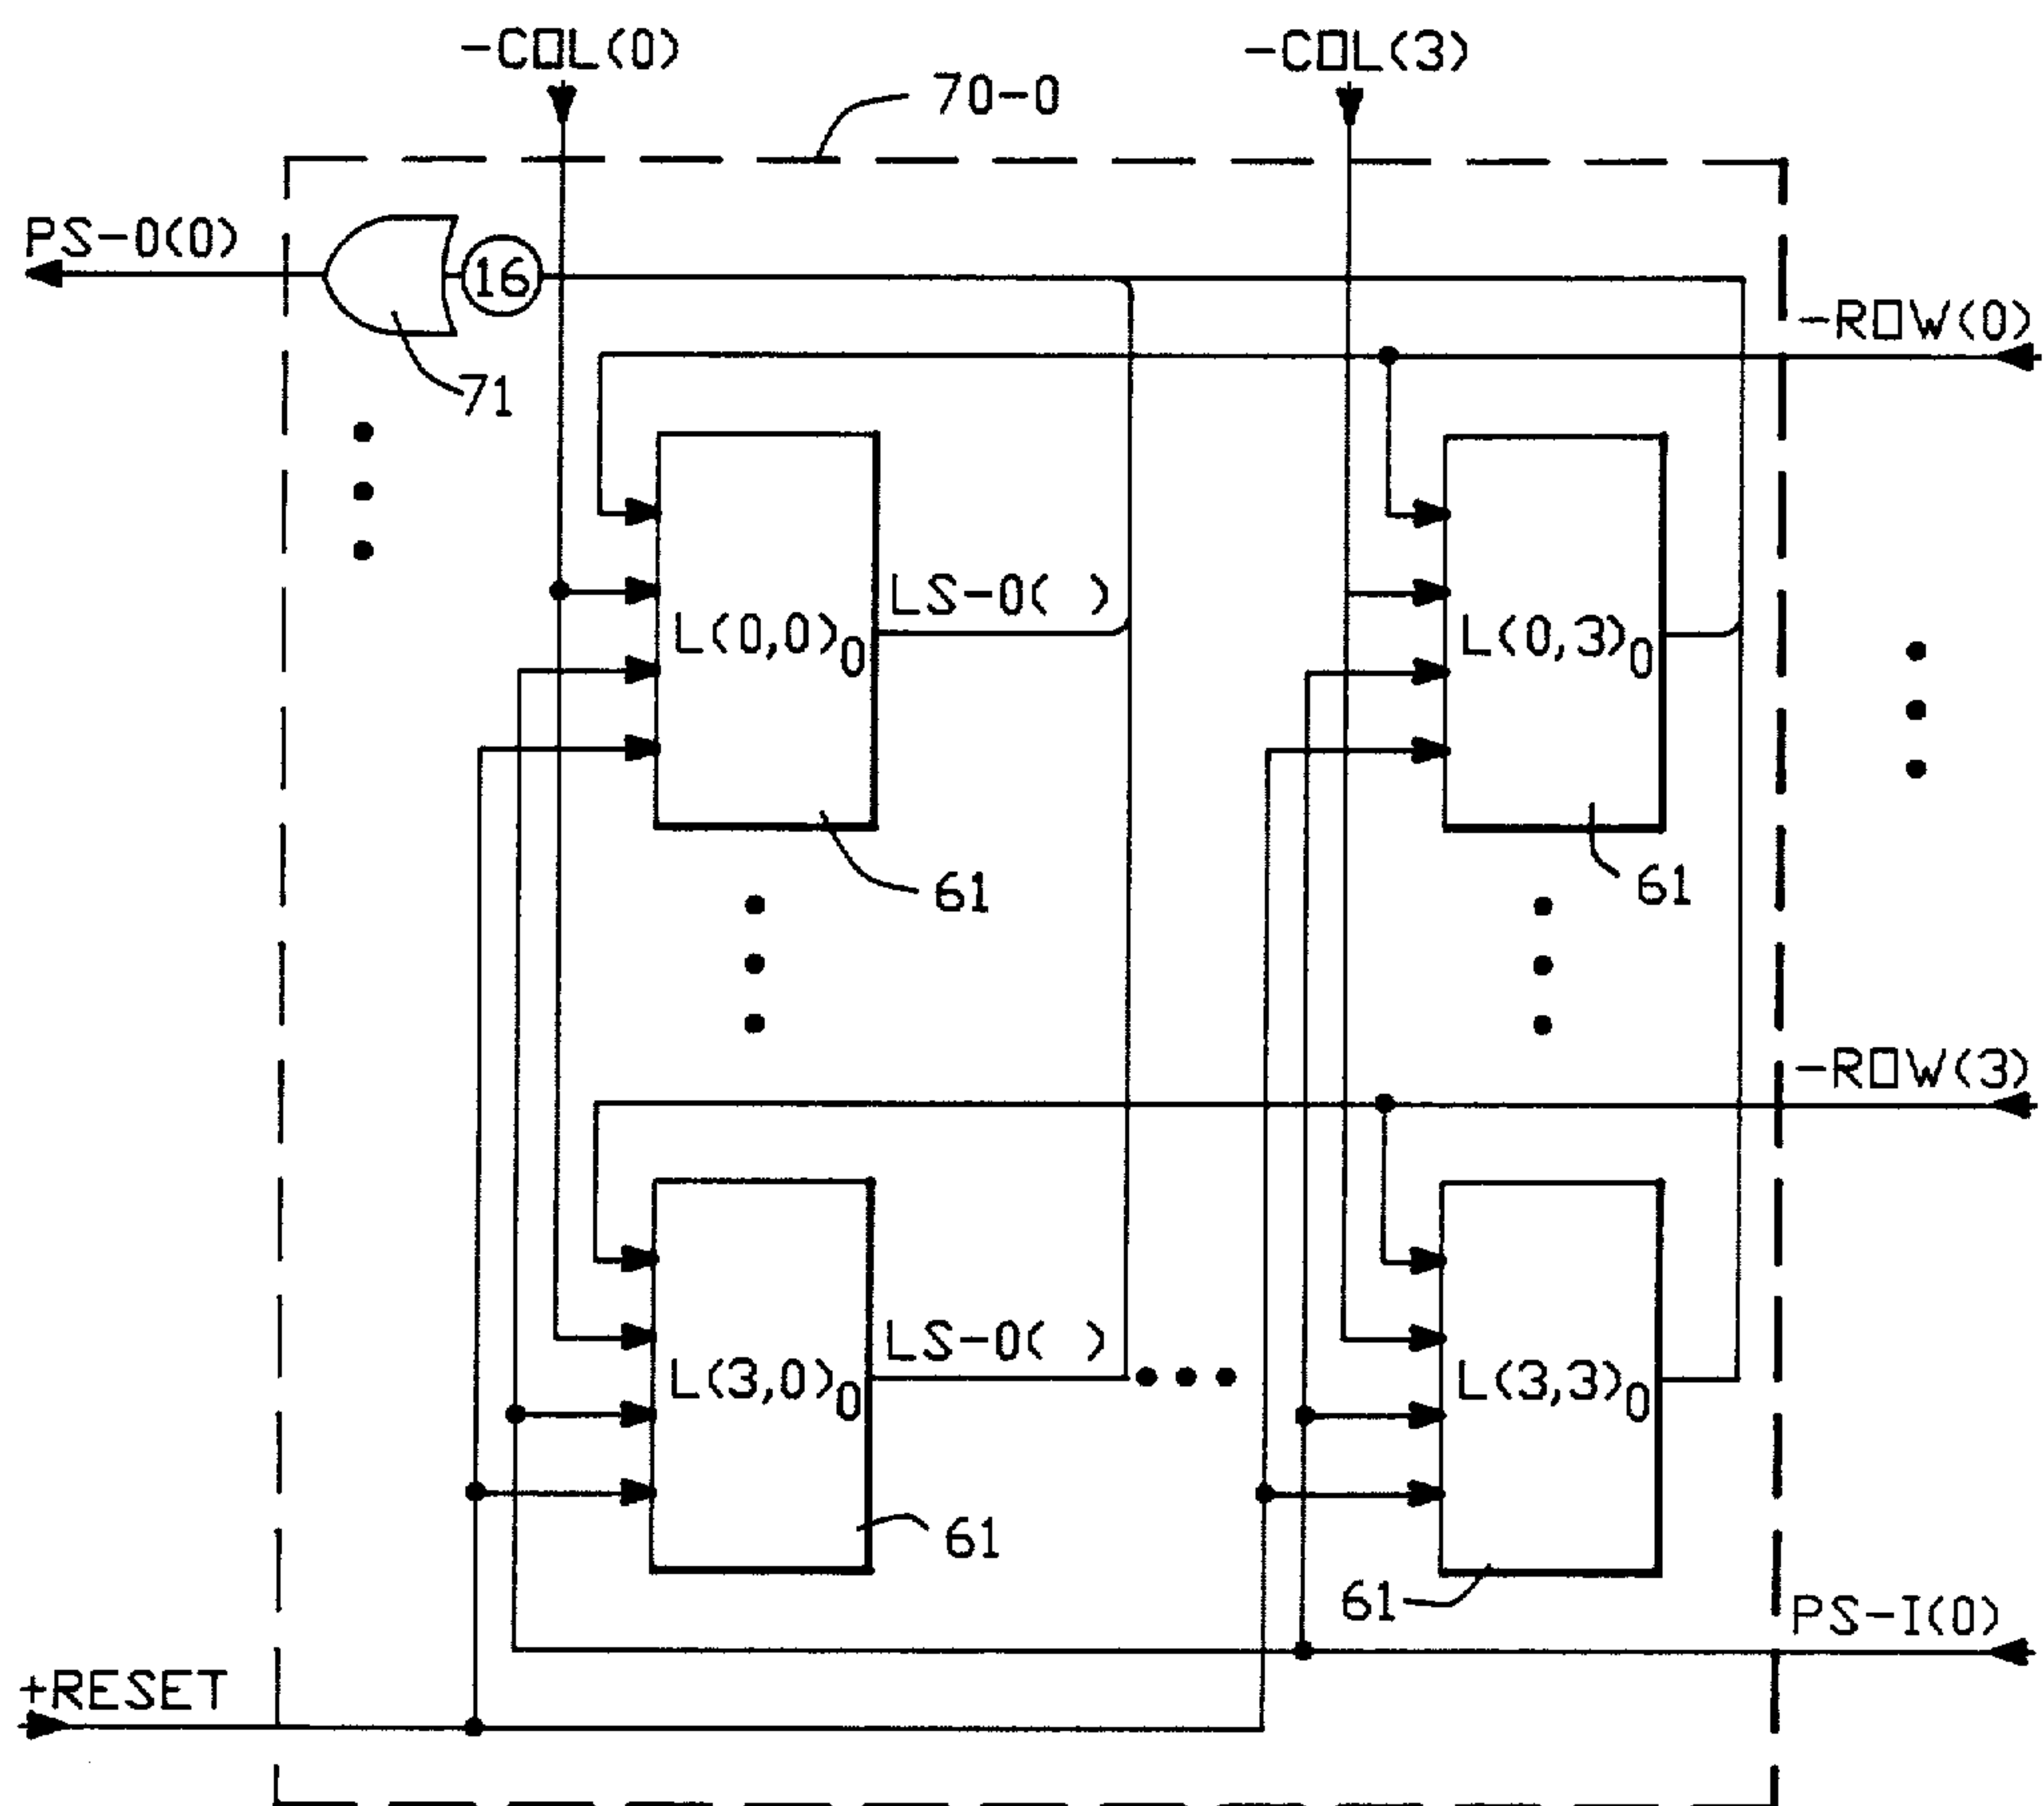 -COL(0)
-COL(3)
70-0
PS-0(0)
16
-ROW(0)
71
L(0,0)0
LS-0( )
L(0,3)0
61
61
-ROW(3)
L(3,0)0
LS-0( )
L(3,3)0
61
61
PS-I(0)
+RESET